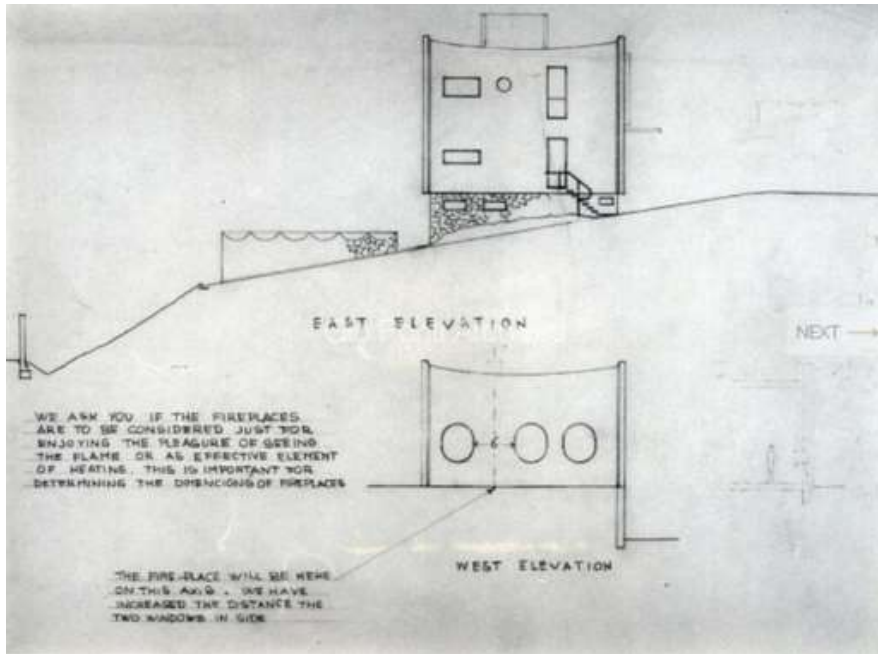 EAST ELEVATION
NEXT
WE ASK YOU IF THE FIREPLACES
ARE TO BE CONSIDERED JUST FOR
ENJOYING THE PLEASURE OF SEEING
THE FLAME OR AS EFFECTIVE ELEMENT
OF HEATING. THIS IS IMPORTANT FOR
DETERMINING THE DIMENCIONS OF FIREPLACES
WEST ELEVATION
THE FIRE-PLACE WILL BE HERE
ON THIS AXIS. WE HAVE
INCREASED THE DISTANCE THE
TWO WINDOWS IN SIDE